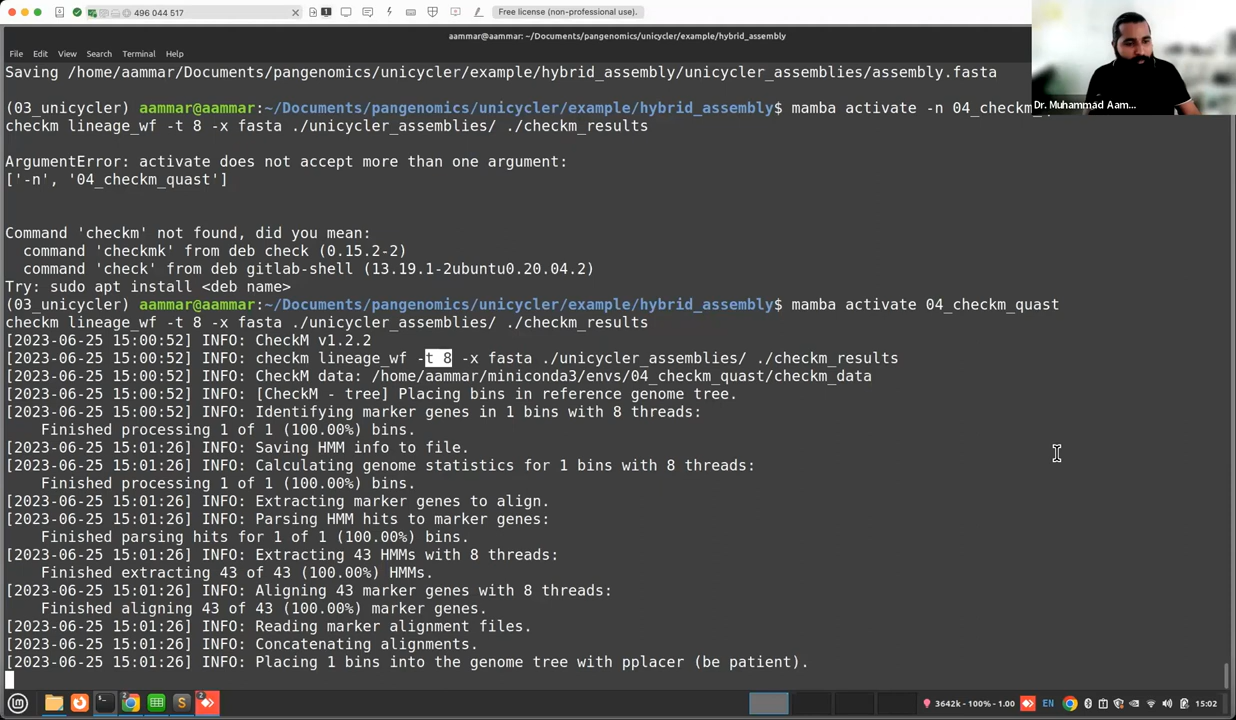 496 044 517
1
Free license (non-professional use).
aammar@aammar: ~/Documents/pangenomics/unicycler/example/hybrid_assembly
File Edit View Search Terminal Help
Saving /home/aammar/Documents/pangenomics/unicycler/example/hybrid_assembly/unicycler_assemblies/assembly.fasta
(03_unicycler) aammar@aammar:~/Documents/pangenomics/unicycler/example/hybrid_assembly$ mamba activate -n 04_checkm
Dr. Muhammad Aam...
checkm lineage_wf -t 8 -x fasta ./unicycler_assemblies/ ./checkm_results
ArgumentError: activate does not accept more than one argument:
['-n', '04_checkm_quast']
Command 'checkm' not found, did you mean:
command 'checkmk' from deb check (0.15.2-2)
command 'check' from deb gitlab-shell (13.19.1-2ubuntu0.20.04.2)
Try: sudo apt install <deb name>
(03_unicycler) aammar@aammar:~/Documents/pangenomics/unicycler/example/hybrid_assembly$ mamba activate 04_checkm_quast
checkm lineage_wf -t 8 -x fasta ./unicycler_assemblies/ ./checkm_results
[2023-06-25 15:00:52] INFO: CheckM v1.2.2
[2023-06-25 15:00:52] INFO: checkm lineage_wf -t 8 -x fasta ./unicycler_assemblies/ ./checkm_results
[2023-06-25 15:00:52] INFO: CheckM data: /home/aammar/miniconda3/envs/04_checkm_quast/checkm_data
[2023-06-25 15:00:52] INFO: [CheckM - tree] Placing bins in reference genome tree.
[2023-06-25 15:00:52] INFO: Identifying marker genes in 1 bins with 8 threads:
Finished processing 1 of 1 (100.00%) bins.
[2023-06-25 15:01:26] INFO: Saving HMM info to file.
[2023-06-25 15:01:26] INFO: Calculating genome statistics for 1 bins with 8 threads:
Finished processing 1 of 1 (100.00%) bins.
[2023-06-25 15:01:26] INFO: Extracting marker genes to align.
[2023-06-25 15:01:26] INFO: Parsing HMM hits to marker genes:
Finished parsing hits for 1 of 1 (100.00%) bins.
[2023-06-25 15:01:26] INFO: Extracting 43 HMMs with 8 threads:
Finished extracting 43 of 43 (100.00%) HMMs.
[2023-06-25 15:01:26] INFO: Aligning 43 marker genes with 8 threads:
Finished aligning 43 of 43 (100.00%) marker genes.
[2023-06-25 15:01:26] INFO: Reading marker alignment files.
[2023-06-25 15:01:26] INFO: Concatenating alignments.
[2023-06-25 15:01:26] INFO: Placing 1 bins into the genome tree with pplacer (be patient).
2
2
3642k - 100% - 1.00
EN
15:02